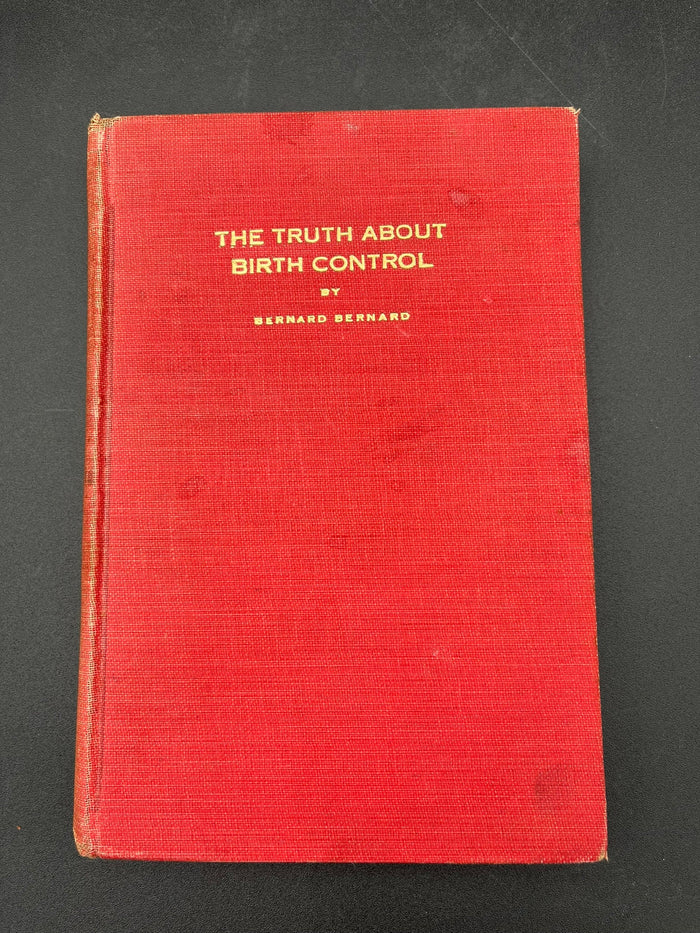 THE TRUTH ABOUT
BIRTH CONTROL
BY
BERNARD BERNARD